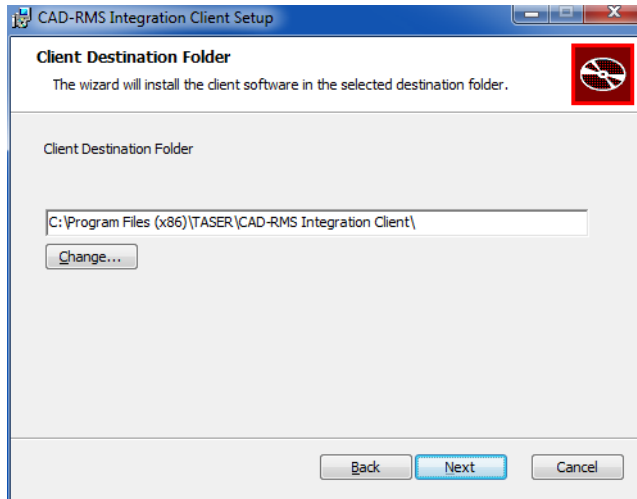 CAD-RMS Integration Client Setup
Client Destination Folder
The wizard will install the client software in the selected destination folder.
Client Destination Folder
C:\Program Files (x86)\TASER\CAD-RMS Integration Client\
Change...
Back Next Cancel